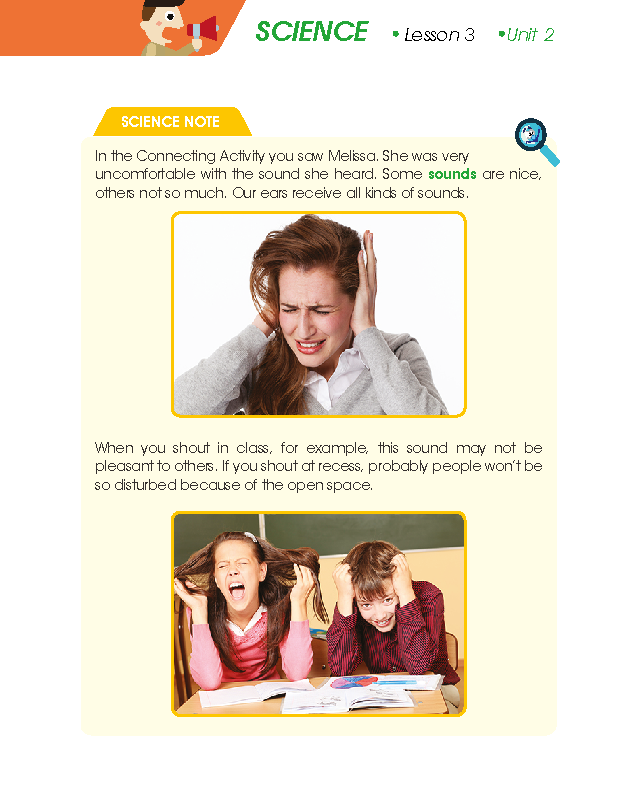 SCIENCE • Lesson 3 • Unit 2
SCIENCE NOTE
In the Connecting Activity you saw Melissa. She was very
uncomfortable with the sound she heard. Some sounds are nice,
others not so much. Our ears receive all kinds of sounds.
When you shout in class, for example, this sound may not be
pleasant to others. If you shout at recess, probably people won't be
so disturbed because of the open space.